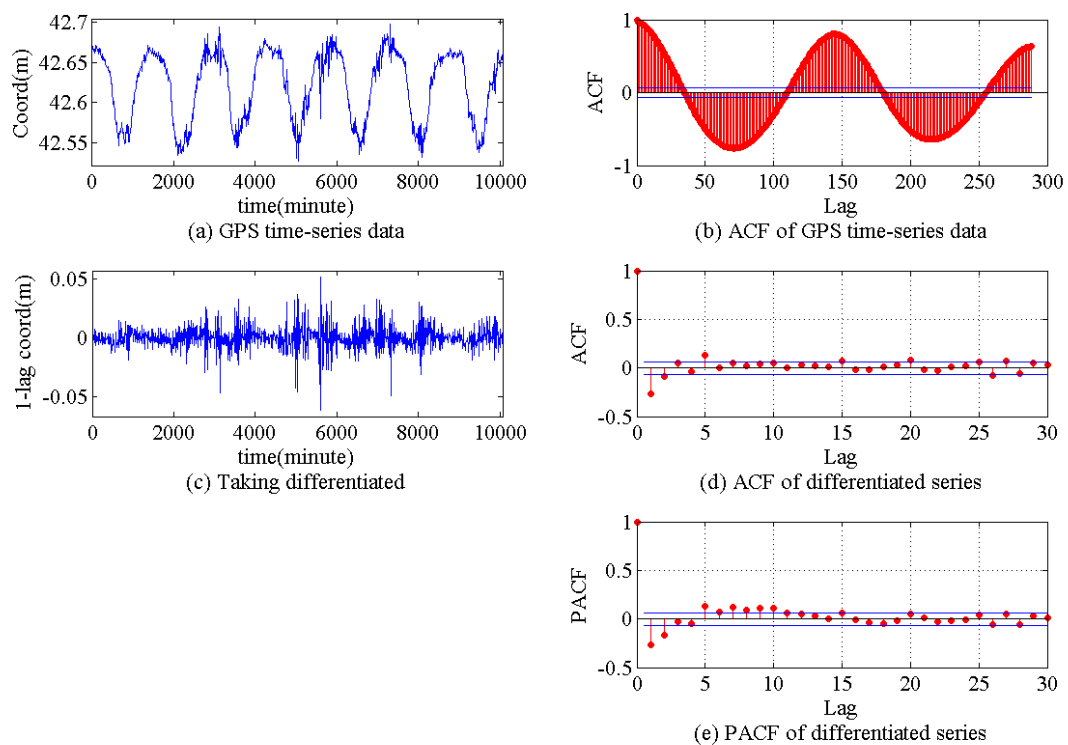 42.7
42.65
42.6
42.55
Coord(m)
0 2000 4000 6000 8000 10000
time(minute)
(a) GPS time-series data
1
0
-1
ACF
0 50 100 150 200 250 300
Lag
(b) ACF of GPS time-series data
0.05
0
-0.05
1-lag coord(m)
0 2000 4000 6000 8000 10000
time(minute)
(c) Taking differentiated
1
0.5
0
-0.5
ACF
0 5 10 15 20 25 30
Lag
(d) ACF of differentiated series
1
0.5
0
-0.5
PACF
0 5 10 15 20 25 30
Lag
(e) PACF of differentiated series